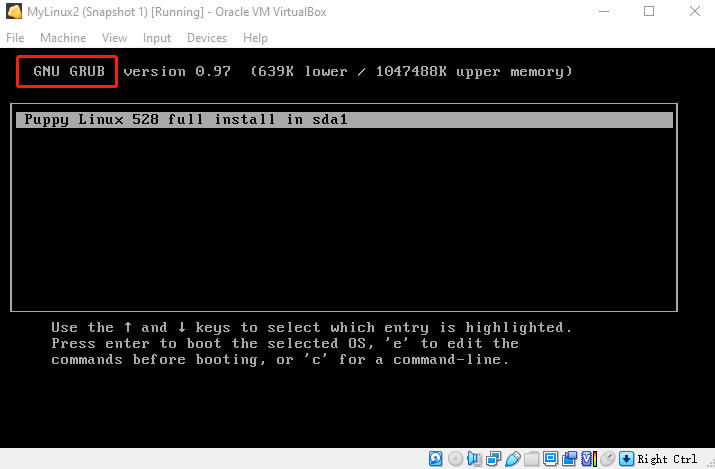 MyLinux2 (Snapshot 1) [Running] - Oracle VM VirtualBox
File Machine View Input Devices Help
GNU GRUB version 0.97 (639K lower / 1047488K upper memory)
Puppy Linux 528 full install in sda1
Use the ↑ and ↓ keys to select which entry is highlighted.
Press enter to boot the selected OS, 'e' to edit the
commands before booting, or 'c' for a command-line.
Right Ctrl